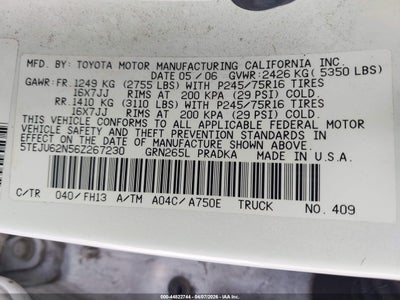 MFD. BY: TOYOTA MOTOR MANUFACTURING CALIFORNIA INC.
DATE 05 / 06 GVWR: 2426 KG ( 5350 LBS)
GAWR: FR. 1249 KG (2755 LBS) WITH P245/75R16 TIRES
16X7JJ RIMS AT 200 KPA (29 PSI) COLD.
RR. 1410 KG (3110 LBS) WITH P245/75R16 TIRES
16X7JJ RIMS AT 200 KPA (29 PSI) COLD.
THIS VEHICLE CONFORMS TO ALL APPLICABLE FEDERAL MOTOR
VEHICLE SAFETY AND THEFT PREVENTION STANDARDS IN
EFFECT ON THE DATE OF MANUFACTURE SHOWN ABOVE.
5TEJU62N56Z267230 GRN265L PRADKA
C/TR 040/FH13 A/TM A04C/A750E TRUCK NO. 409
000-44822744 - 04/07/2026 - IAA Inc.